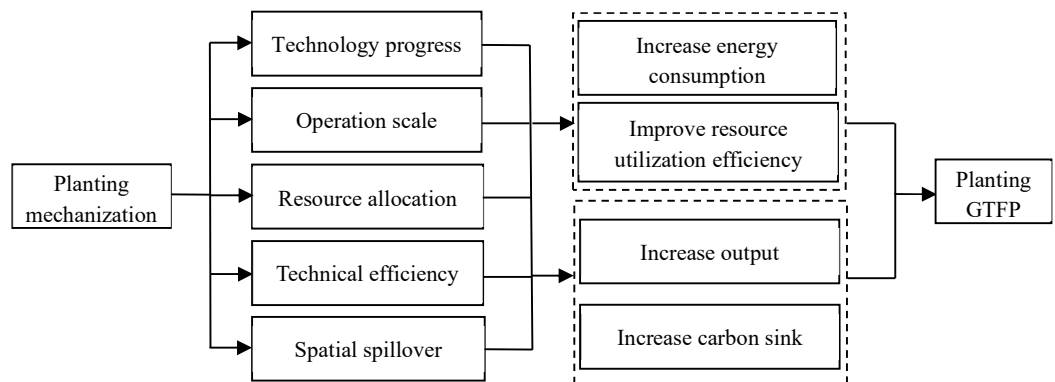 Planting
mechanization
Technology progress
Operation scale
Resource allocation
Technical efficiency
Spatial spillover
Increase energy
consumption
Improve resource
utilization efficiency
Increase output
Increase carbon sink
Planting
GTFP